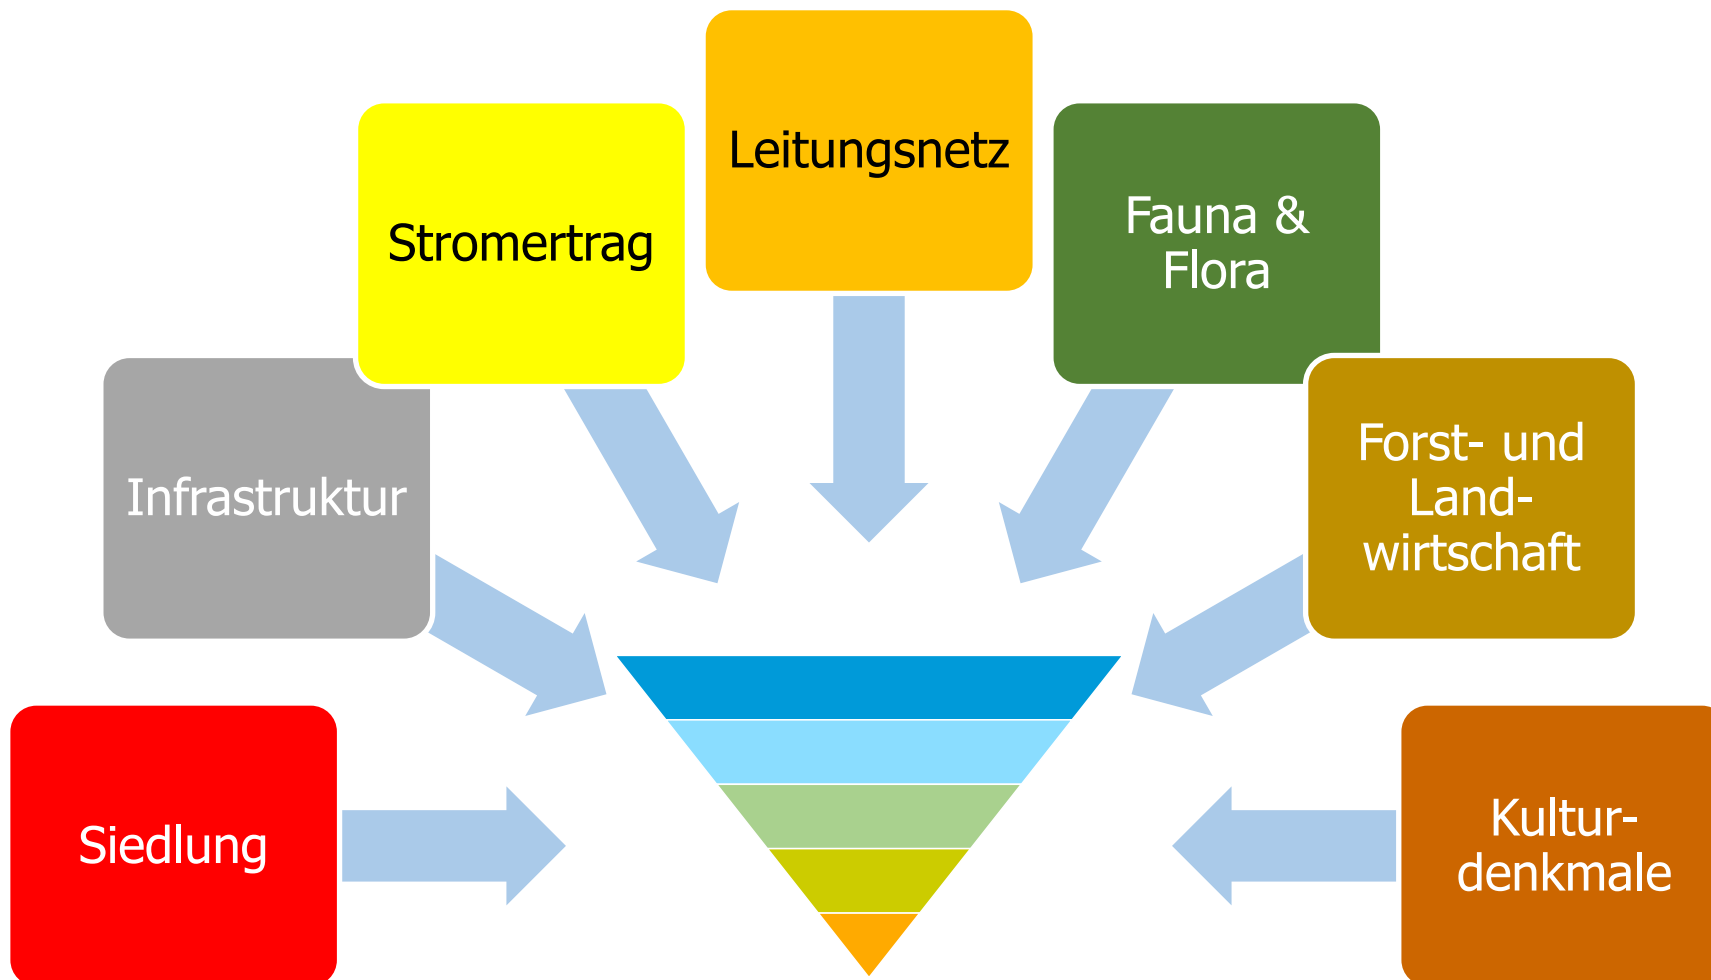 Leitungsnetz
Stromertrag
Fauna &
Flora
Infrastruktur
Forst- und
Land-
wirtschaft
Siedlung
Kultur-
denkmale